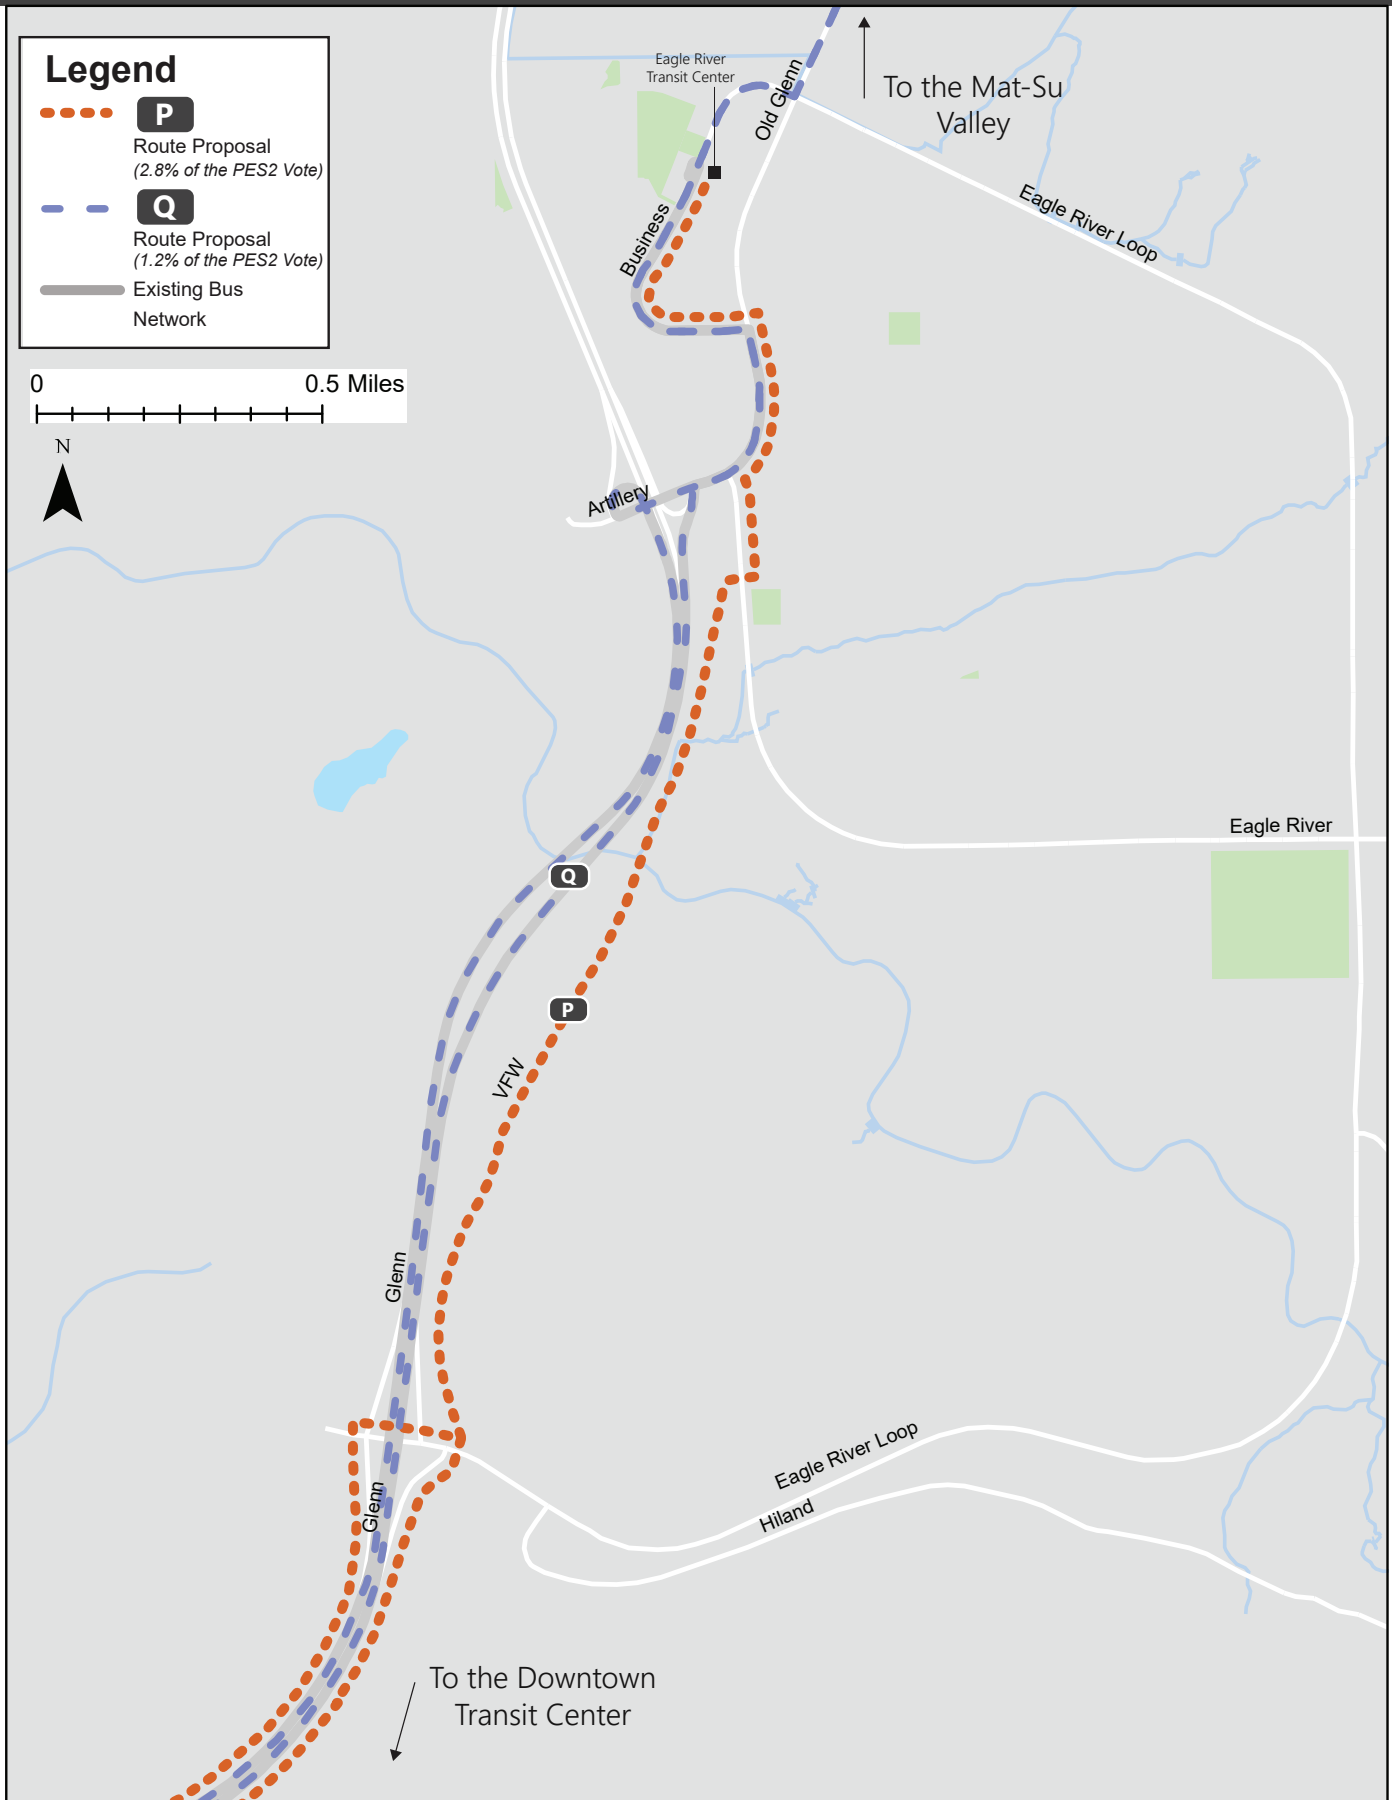 Legend
P
Route Proposal
(2.8% of the PES2 Vote)
Q
Route Proposal
(1.2% of the PES2 Vote)
Existing Bus
Network
0
0.5 Miles
N
Eagle River
Transit Center
Old Glenn
To the Mat-Su
Valley
Eagle River Loop
Business
Artillery
Eagle River
Q
P
VFW
Glenn
Glenn
Eagle River Loop
Hiland
To the Downtown
Transit Center